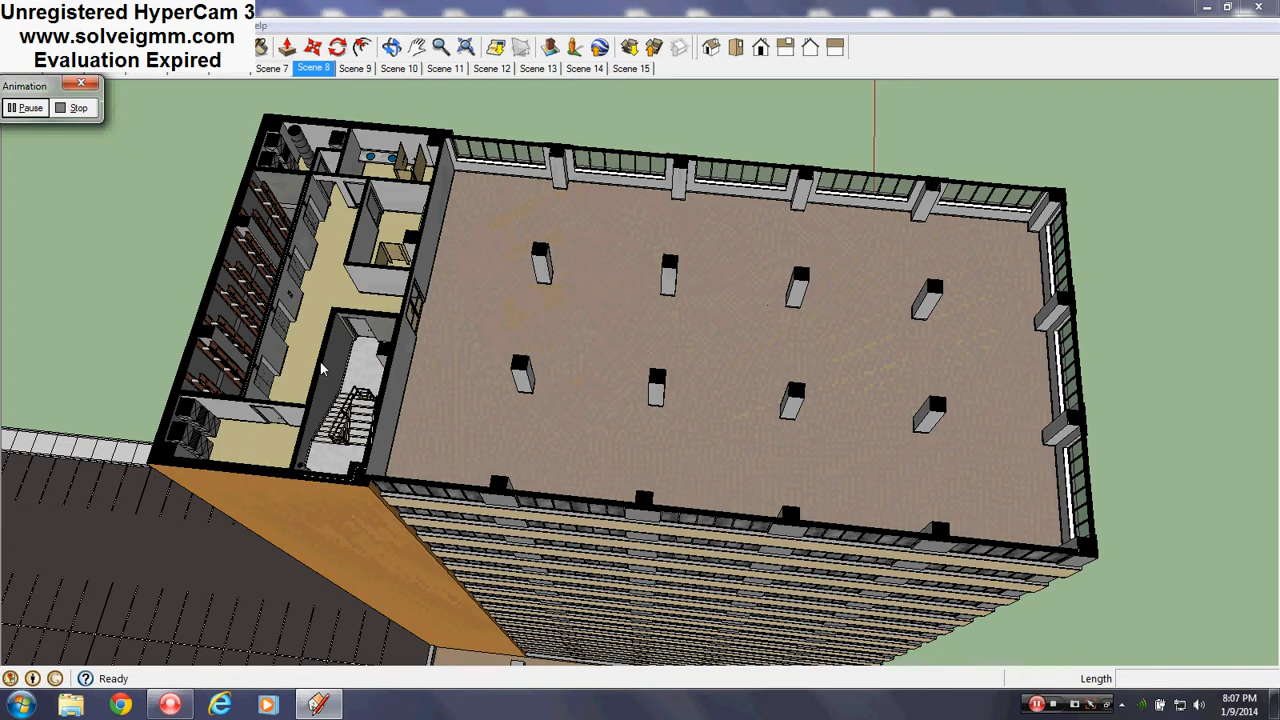 Unregistered HyperCam 3
www.solveigmm.com
Evaluation Expired
elp
Scene 7 Scene 8 Scene 9 Scene 10 Scene 11 Scene 12 Scene 13 Scene 14 Scene 15
Animation
Pause Stop
Ready
Length
8:07 PM
1/9/2014